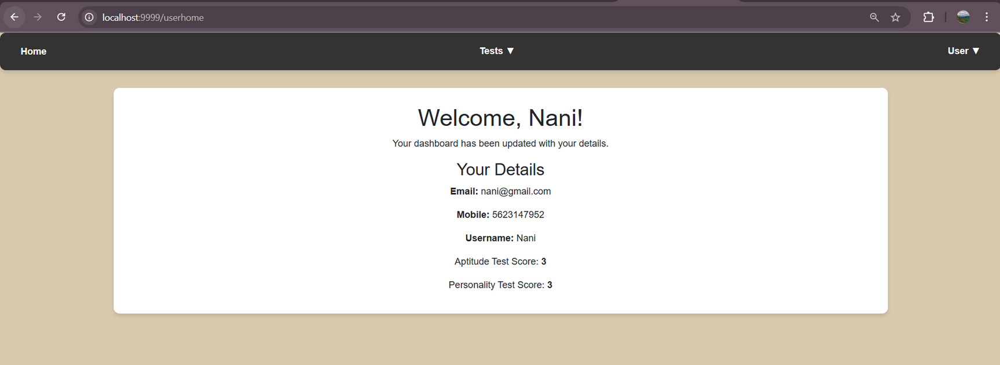 localhost:9999/userhome
Home Tests ▼ User ▼
Welcome, Nani!
Your dashboard has been updated with your details.
Your Details
Email: nani@gmail.com
Mobile: 5623147952
Username: Nani
Aptitude Test Score: 3
Personality Test Score: 3